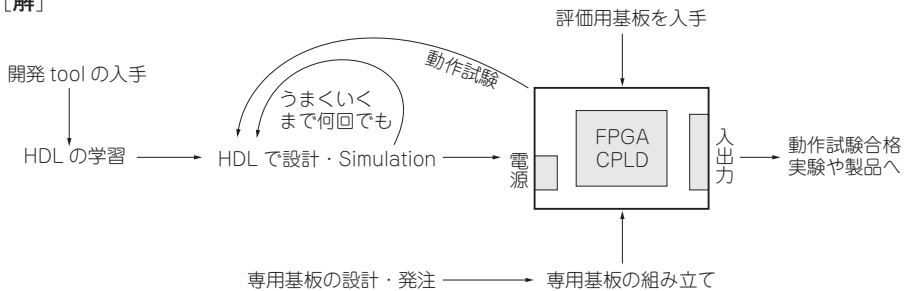 [解]
評価用基板を入手
開発 tool の入手
動作試験
うまくいく
まで何回でも
HDL の学習
HDL で設計・Simulation
電源
FPGA
CPLD
入出力
動作試験合格
実験や製品へ
専用基板の設計・発注
専用基板の組み立て